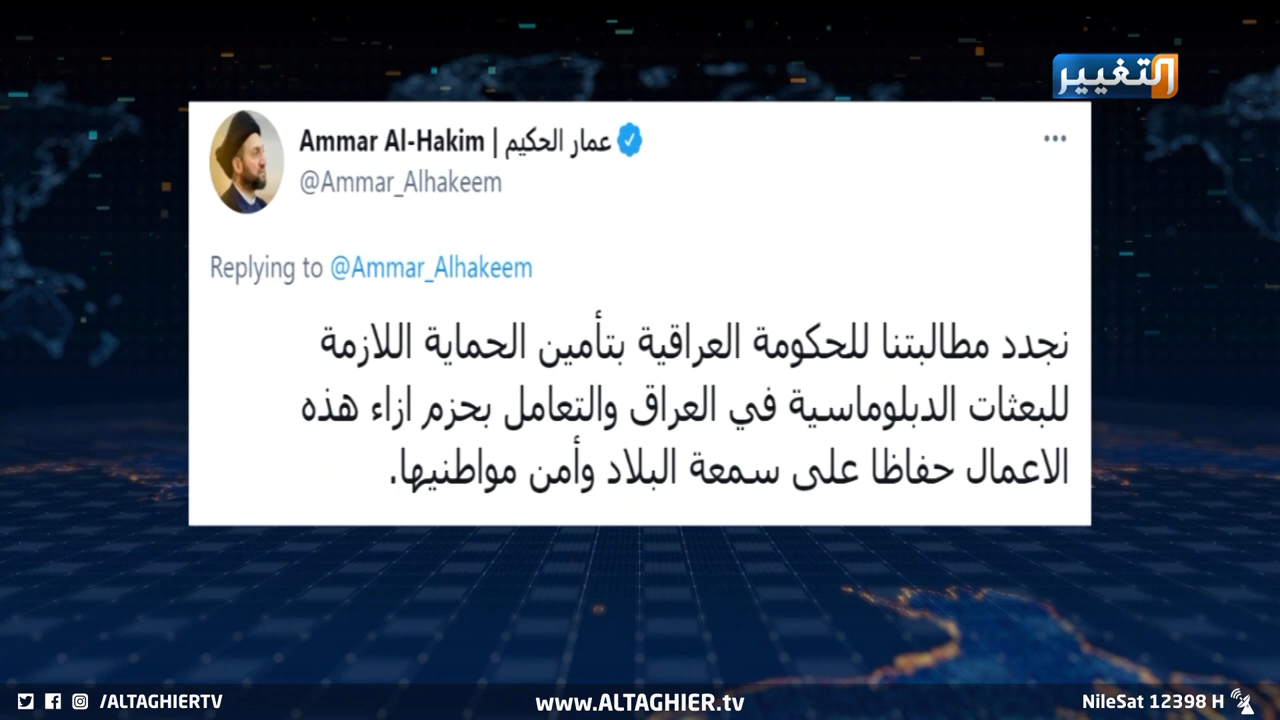 التغيير
Ammar Al-Hakim | عمار الحكيم
@Ammar_Alhakeem
Replying to @Ammar_Alhakeem
نجدد مطالبتنا للحكومة العراقية بتأمين الحماية اللازمة
للبعثات الدبلوماسية في العراق والتعامل بحزم ازاء هذه
الاعمال حفاظا على سمعة البلاد وأمن مواطنيها.
/ALTAGHIERTV
www.ALTAGHIER.tv
NileSat 12398 H